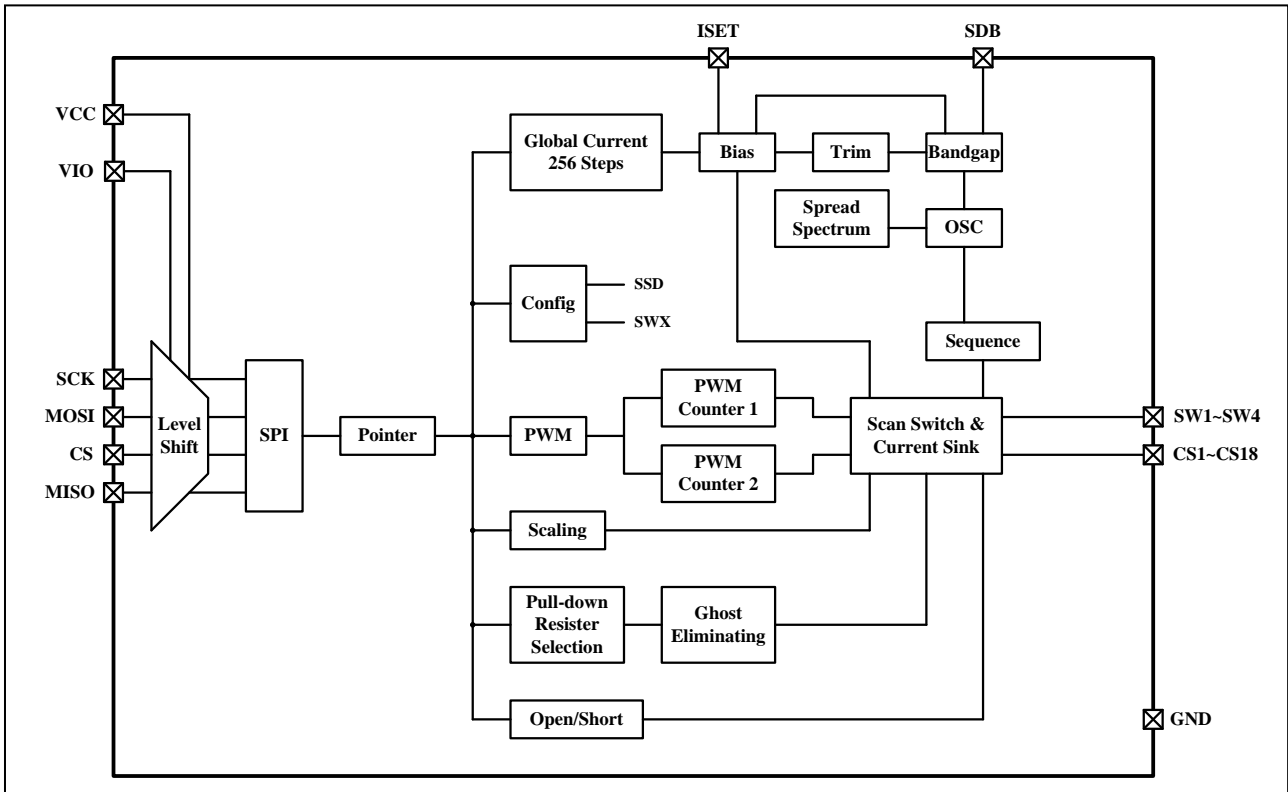 ISET
SDB
VCC
VIO
Global Current
256 Steps
Bias
Trim
Bandgap
Spread
Spectrum
OSC
Config
SSD
SWX
Sequence
SCK
MOSI
CS
MISO
Level
Shift
SPI
Pointer
PWM
PWM
Counter 1
PWM
Counter 2
Scan Switch &
Current Sink
SW1~SW4
CS1~CS18
Scaling
Pull-down
Resister
Selection
Ghost
Eliminating
Open/Short
GND